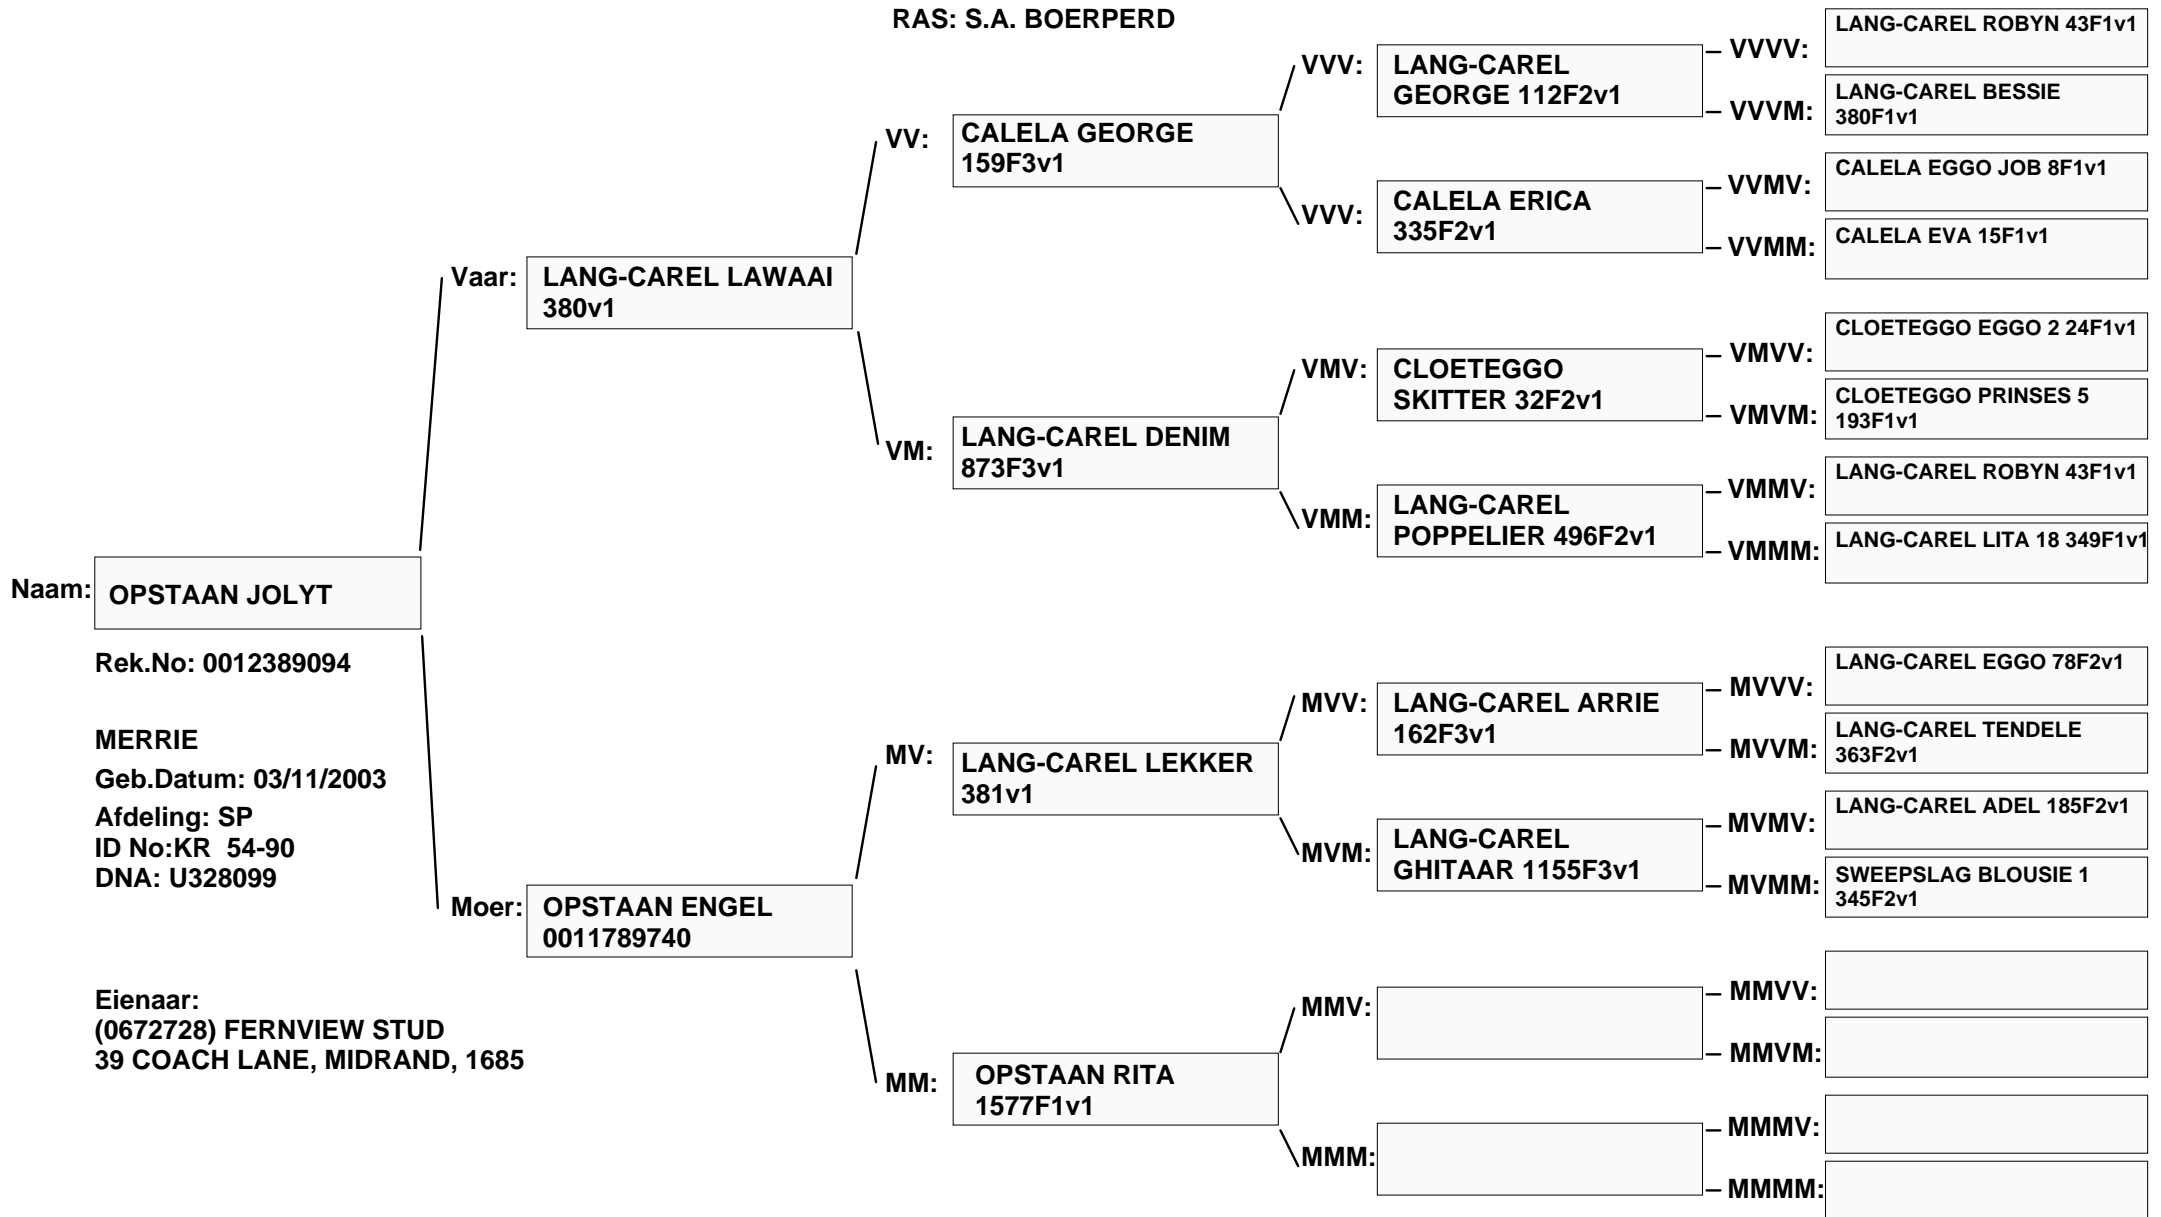 RAS: S.A. BOERPERD
Naam: OPSTAAN JOLYT
Rek.No: 0012389094
MERRIE
Geb.Datum: 03/11/2003
Afdeling: SP
ID No:KR 54-90
DNA: U328099
Eienaar:
(0672728) FERNVIEW STUD
39 COACH LANE, MIDRAND, 1685
Vaar: LANG-CAREL LAWAAI
380v1
Moer: OPSTAAN ENGEL
0011789740
VV: CALELA GEORGE
159F3v1
VM: LANG-CAREL DENIM
873F3v1
MV: LANG-CAREL LEKKER
381v1
MM: OPSTAAN RITA
1577F1v1
VVV: LANG-CAREL
GEORGE 112F2v1
VVV: CALELA ERICA
335F2v1
VMV: CLOETEGGO
SKITTER 32F2v1
VMM: LANG-CAREL
POPPELIER 496F2v1
MVV: LANG-CAREL ARRIE
162F3v1
MVM: LANG-CAREL
GHITAAR 1155F3v1
MMV:
MMM:
VVVV: LANG-CAREL ROBYN 43F1v1
VVVM: LANG-CAREL BESSIE
380F1v1
VVMV: CALELA EGGO JOB 8F1v1
VVMM: CALELA EVA 15F1v1
VMVV: CLOETEGGO EGGO 2 24F1v1
VMVM: CLOETEGGO PRINSES 5
193F1v1
VMMV: LANG-CAREL ROBYN 43F1v1
VMMM: LANG-CAREL LITA 18 349F1v1
MVVV: LANG-CAREL EGGO 78F2v1
MVVM: LANG-CAREL TENDELE
363F2v1
MVMV: LANG-CAREL ADEL 185F2v1
MVMM: SWEEPSLAG BLOUSIE 1
345F2v1
MMVV:
MMVM:
MMMV:
MMMM: